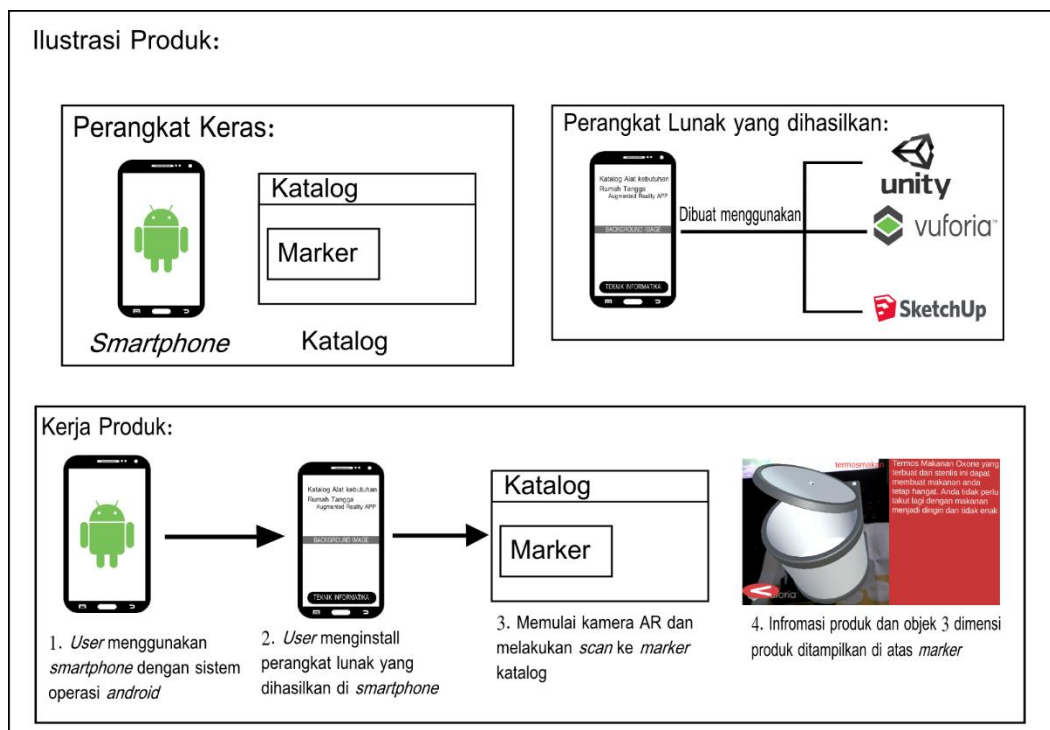 Ilustrasi Produk:
Perangkat Keras:
Katalog
Marker
Smartphone
Katalog
Perangkat Lunak yang dihasilkan:
Katalog Alat kebutuhan
Rumah Tangga
Augmented Reality APP
BACKGROUND IMAGE
TEKNIK INFORMATIKA
Dibuat menggunakan
unity
vuforia™
SketchUp
Kerja Produk:
1. User menggunakan
smartphone dengan sistem
operasi android
Katalog Alat kebutuhan
Rumah Tangga
Augmented Reality APP
BACKGROUND IMAGE
TEKNIK INFORMATIKA
2. User menginstall
perangkat lunak yang
dihasilkan di smartphone
Katalog
Marker
3. Memulai kamera AR dan
melakukan scan ke marker
katalog
termosmakan
Termos Makanan Oxone yang
terbuat dari stenlis ini dapat
membuat makanan anda
tetap hangat. Anda tidak perlu
takut lagi dengan makanan
menjadi dingin dan tidak enak
4. Infromasi produk dan objek 3 dimensi
produk ditampilkan di atas marker